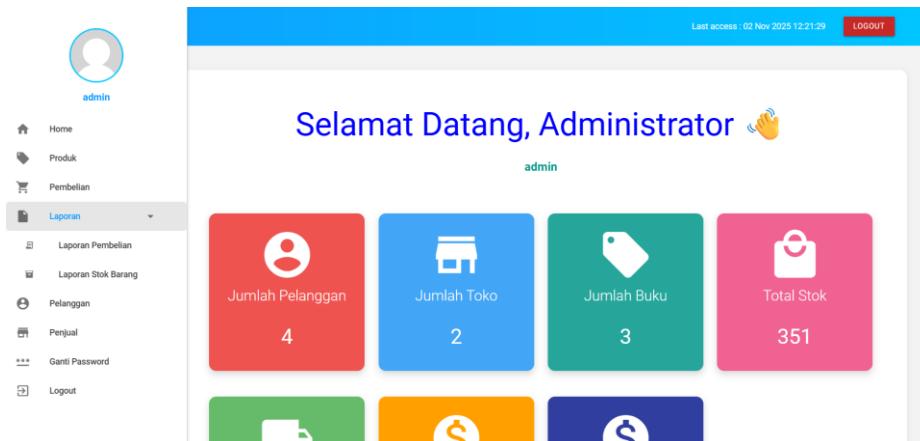 Last access : 02 Nov 2025 12:21:29
LOGOUT
admin
Home
Produk
Pembelian
Laporan
Laporan Pembelian
Laporan Stok Barang
Pelanggan
Penjual
Ganti Password
Logout
Selamat Datang, Administrator 👋
admin
Jumlah Pelanggan
4
Jumlah Toko
2
Jumlah Buku
3
Total Stok
351